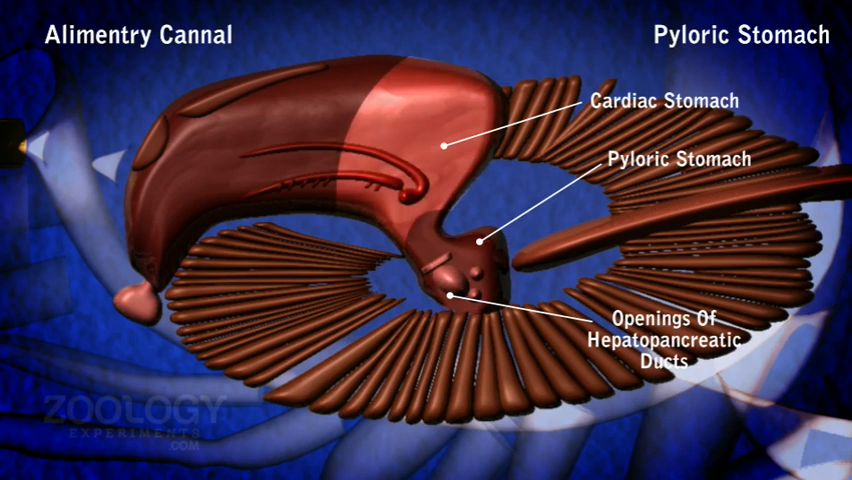 Alimentry Cannal
Pyloric Stomach
Cardiac Stomach
Pyloric Stomach
Openings Of
Hepatopancreatic
Ducts
ZOOLOGY
EXPERIMENTS
.COM